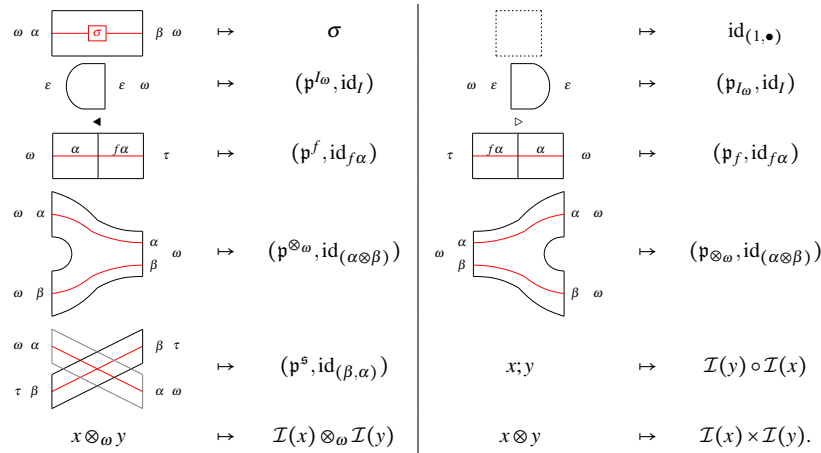 ω α σ β ω ↦ σ
↦ id_{(1,•)}
ε ε ω ↦ (𝔭^{I_ω}, id_I)
ω ε ε ↦ (𝔭_{I_ω}, id_I)
◄
ω α fα τ ↦ (𝔭^f, id_{fα})
▷
τ fα α ω ↦ (𝔭_f, id_{fα})
ω α
α
β
ω
ω β
↦ (𝔭^{⊗_ω}, id_{(α⊗β)})
α ω
ω
α
β
β ω
↦ (𝔭_{⊗_ω}, id_{(α⊗β)})
ω α β τ
τ β α ω
↦ (𝔭^𝔰, id_{(β,α)})
x; y ↦ ℐ(y) ∘ ℐ(x)
x ⊗_ω y ↦ ℐ(x) ⊗_ω ℐ(y)
x ⊗ y ↦ ℐ(x) × ℐ(y).